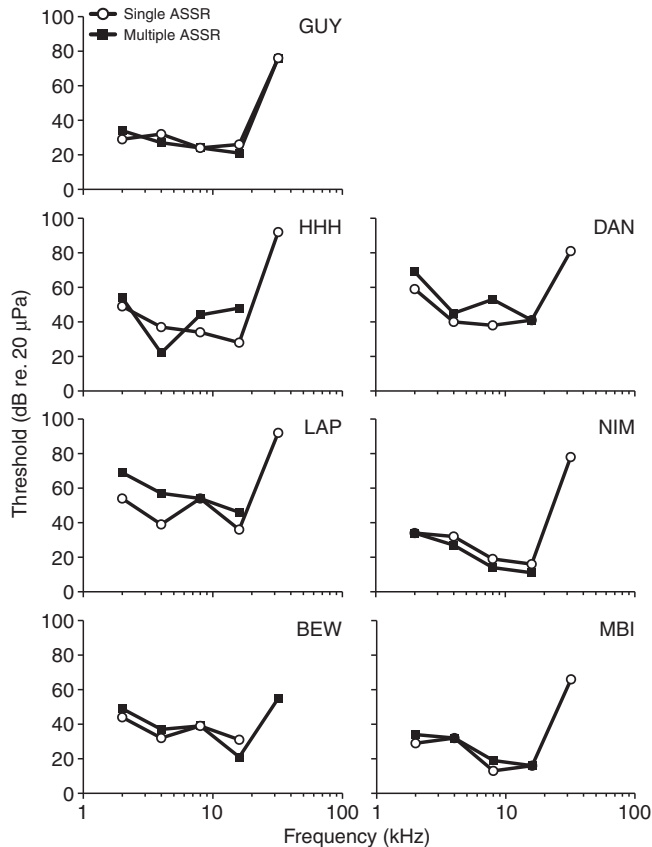 Single ASSR
Multiple ASSR
GUY
100
80
60
40
20
0
HHH
100
80
60
40
20
0
DAN
Threshold (dB re. 20 μPa)
LAP
100
80
60
40
20
0
NIM
BEW
100
80
60
40
20
0
MBI
1 10 100 1 10 100
Frequency (kHz)